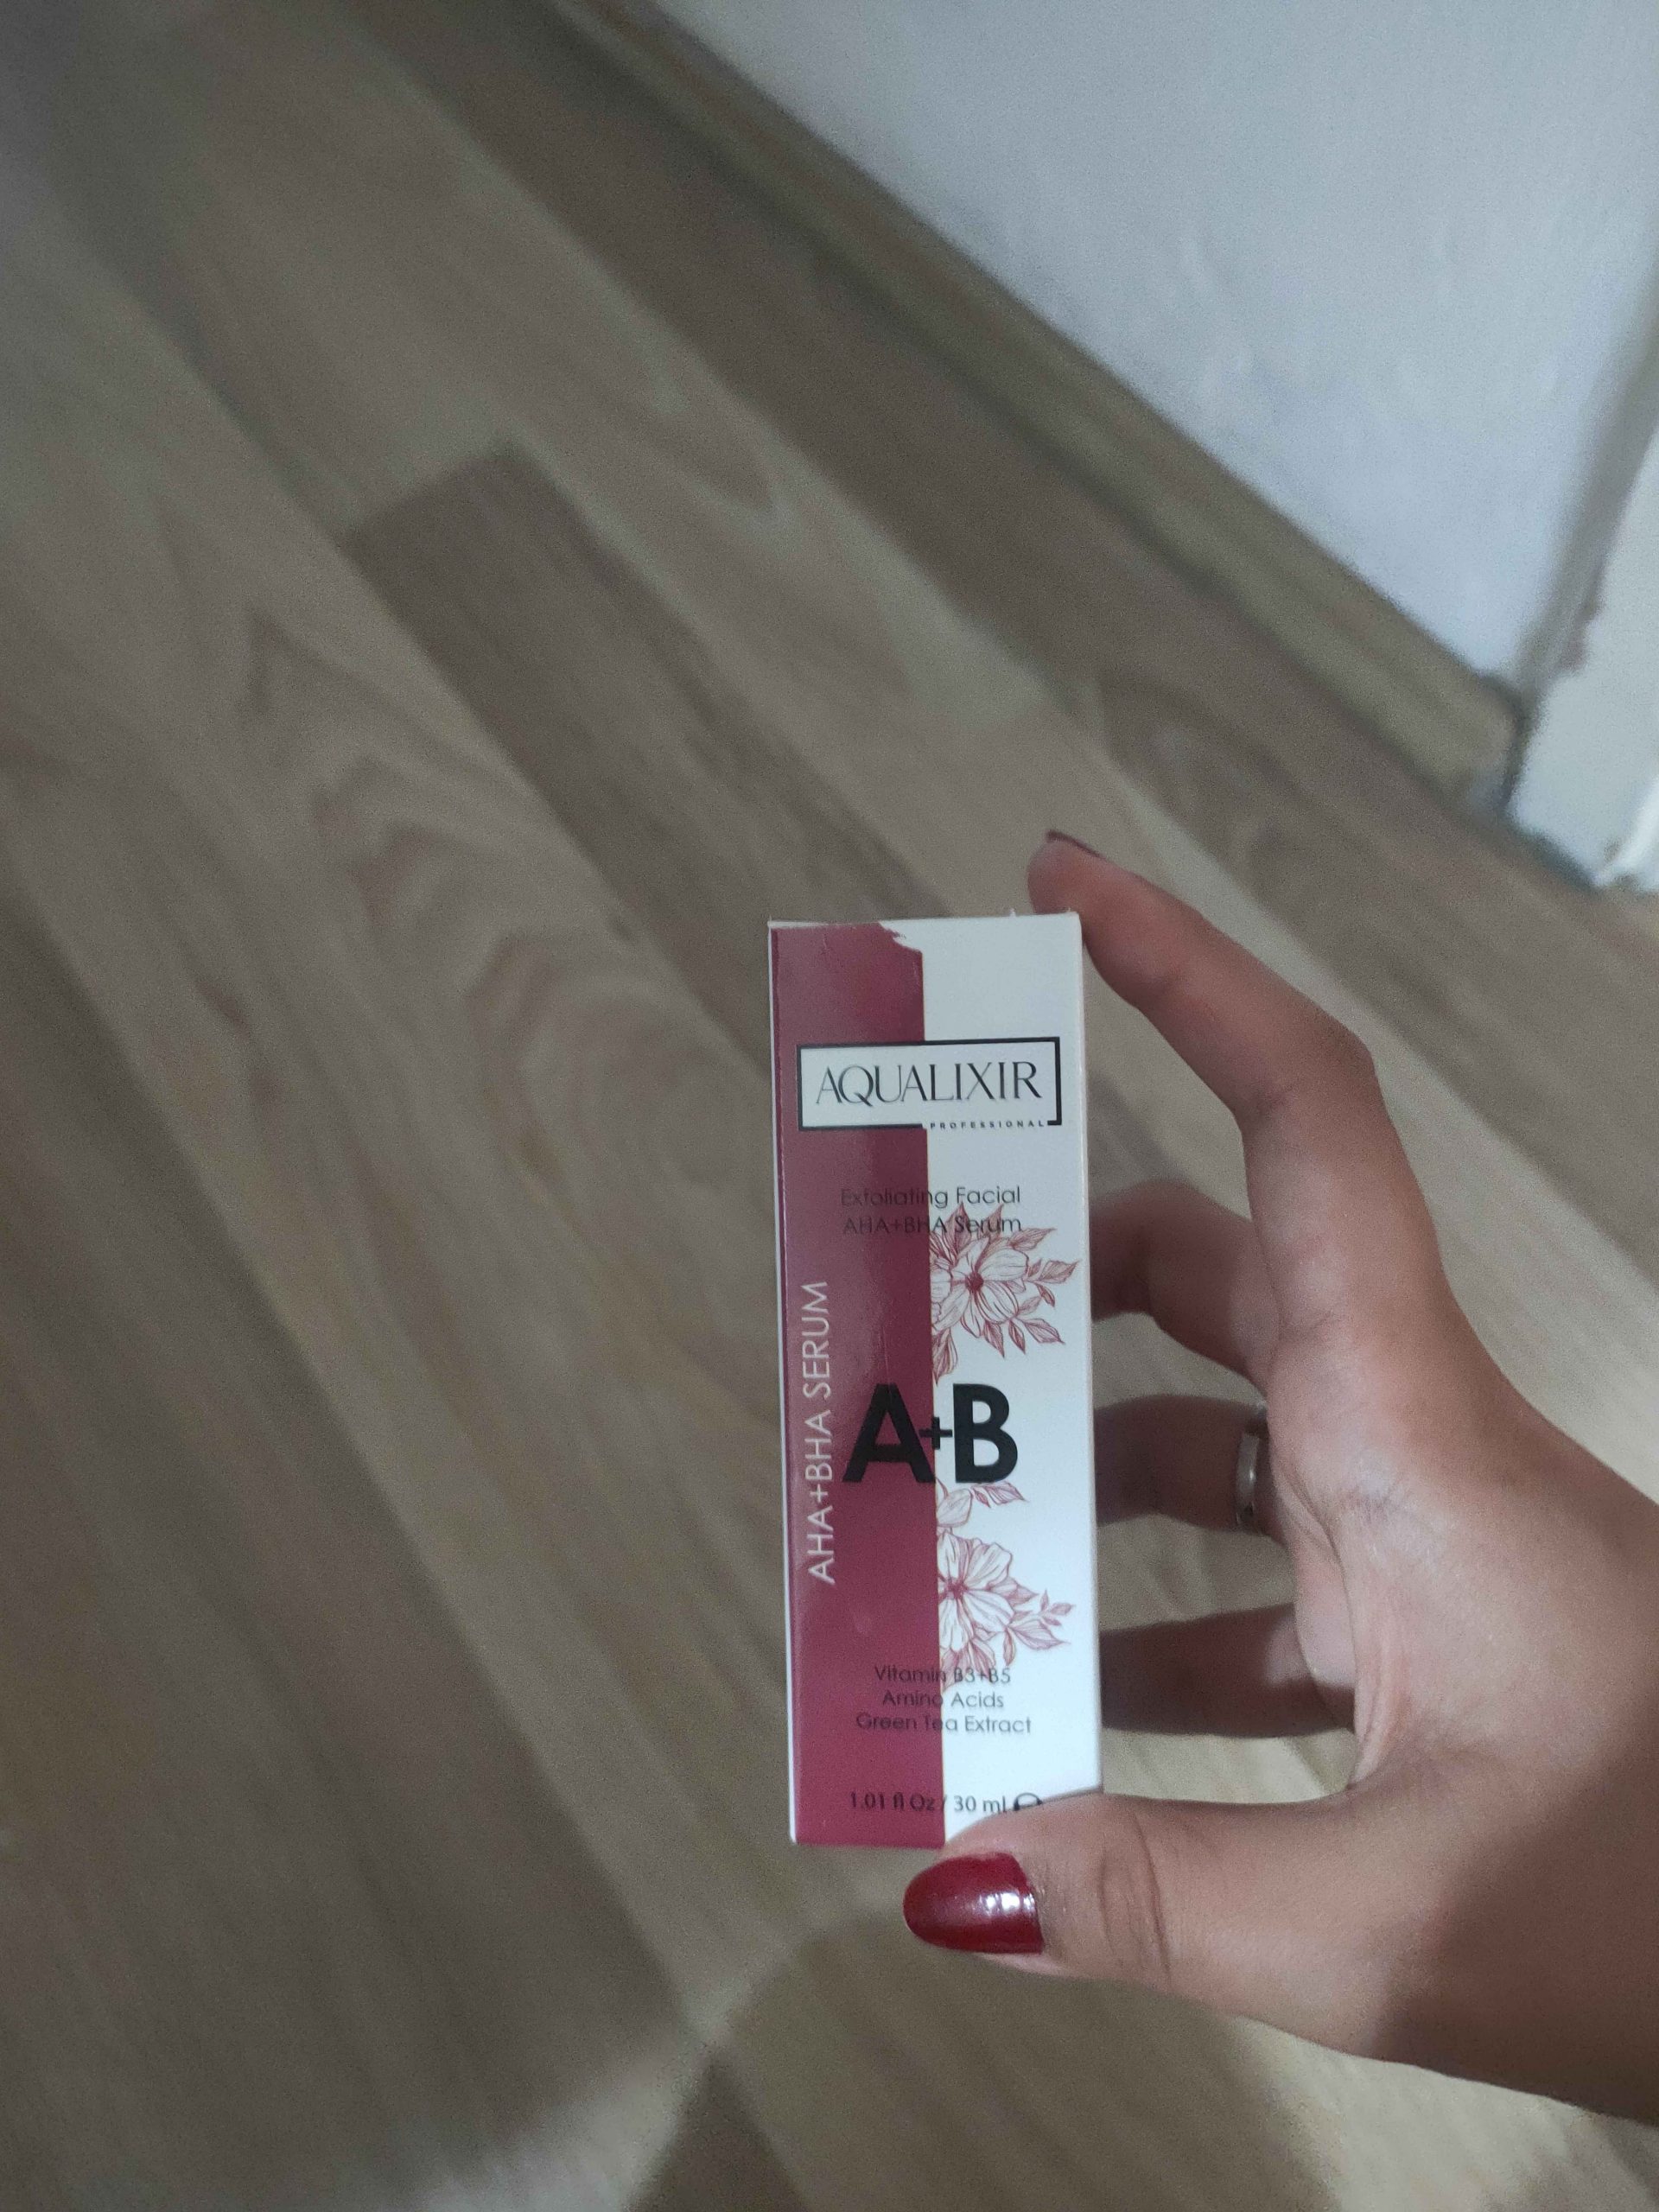 AQUALIXIR
PROFESSIONAL
Exfoliating Facial
AHA+BHA Serum
AHA+BHA SERUM
A+B
Vitamin B3+B5
Amino Acids
Green Tea Extract
1.01 fl Oz / 30 ml ℮